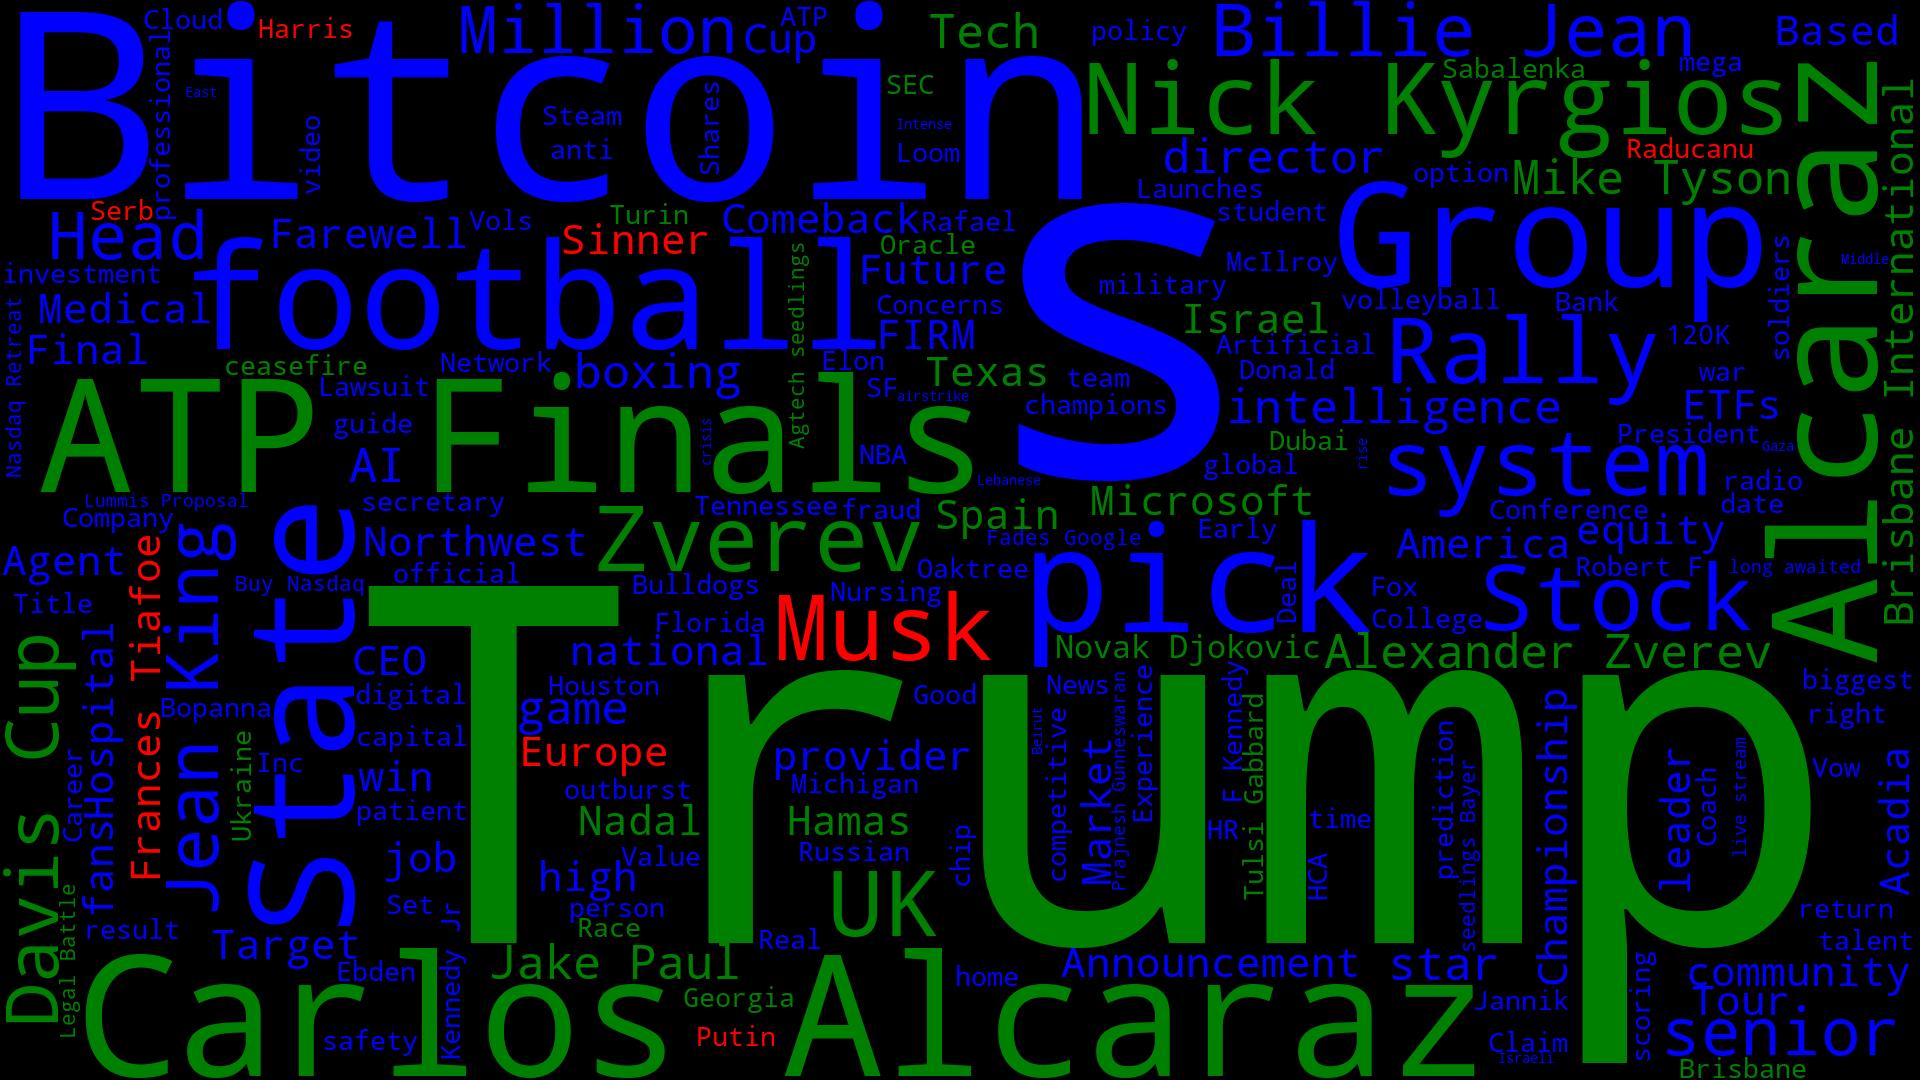 Bitcoin
Cloud
Harris
Million
Cup
ATP
Tech
policy
Billie Jean
Based
professional
East
video
Steam
anti
Shares
SEC
Intense
Loom
Nick Kyrgios
Sabalenka
mega
Alcaraz
Brisbane International
director
Raducanu
option
Mike Tyson
Launches
student
Serb
Head
Farewell
Vols
Sinner
Turin
Comeback
Rafael
Oracle
S
Group
McIlroy
military
volleyball
Bank
soldiers
Middle
investment
Medical
football
Agtech seedlings
Future
Concerns
FIRM
Israel
Artificial
Donald
Rally
120K
war
Nasdaq Retreat
Final
ceasefire
Network
boxing
Elon
Texas
team
champions
SF
airstrike
Lawsuit
guide
AI
ATP Finals
crisis
NBA
Lebanese
intelligence
Dubai
global
rise
ETFs
President
Gaza
system
radio
date
Lummis Proposal
Company
secretary
Tennessee
fraud
Spain
Microsoft
Early
Conference
equity
Agent
Title
Frances Tiafoe
Jean King
State
Northwest
official
Buy Nasdaq
Zverev
Fades Google
Oaktree
Bulldogs
Nursing
pick
Deal
America
Robert F
long awaited
Fox
College
Stock
Trump
Florida
Musk
national
Novak Djokovic
Alexander Zverev
Davis Cup
Hospital
fans
Career
Bopanna
Ukraine
Inc
CEO
digital
capital
win
patient
Houston
game
Europe
outburst
Good
provider
Michigan
News
Beirut
competitive
Market
Prajnesh Gunneswaran
Experience
F Kennedy
Tulsi Gabbard
HR
HCA
time
prediction
seedlings Bayer
Championship
leader
Coach
live stream
biggest
right
Vow
Acadia
Nadal
Hamas
Value
Russian
chip
job
high
person
Race
UK
Real
Set
Kennedy Jr
Legal Battle
result
Target
Ebden
safety
Jake Paul
Georgia
Putin
home
Announcement
star
Carlos Alcaraz
Jannik
Claim
Israeli
scoring
return
talent
community
Tour
senior
Brisbane